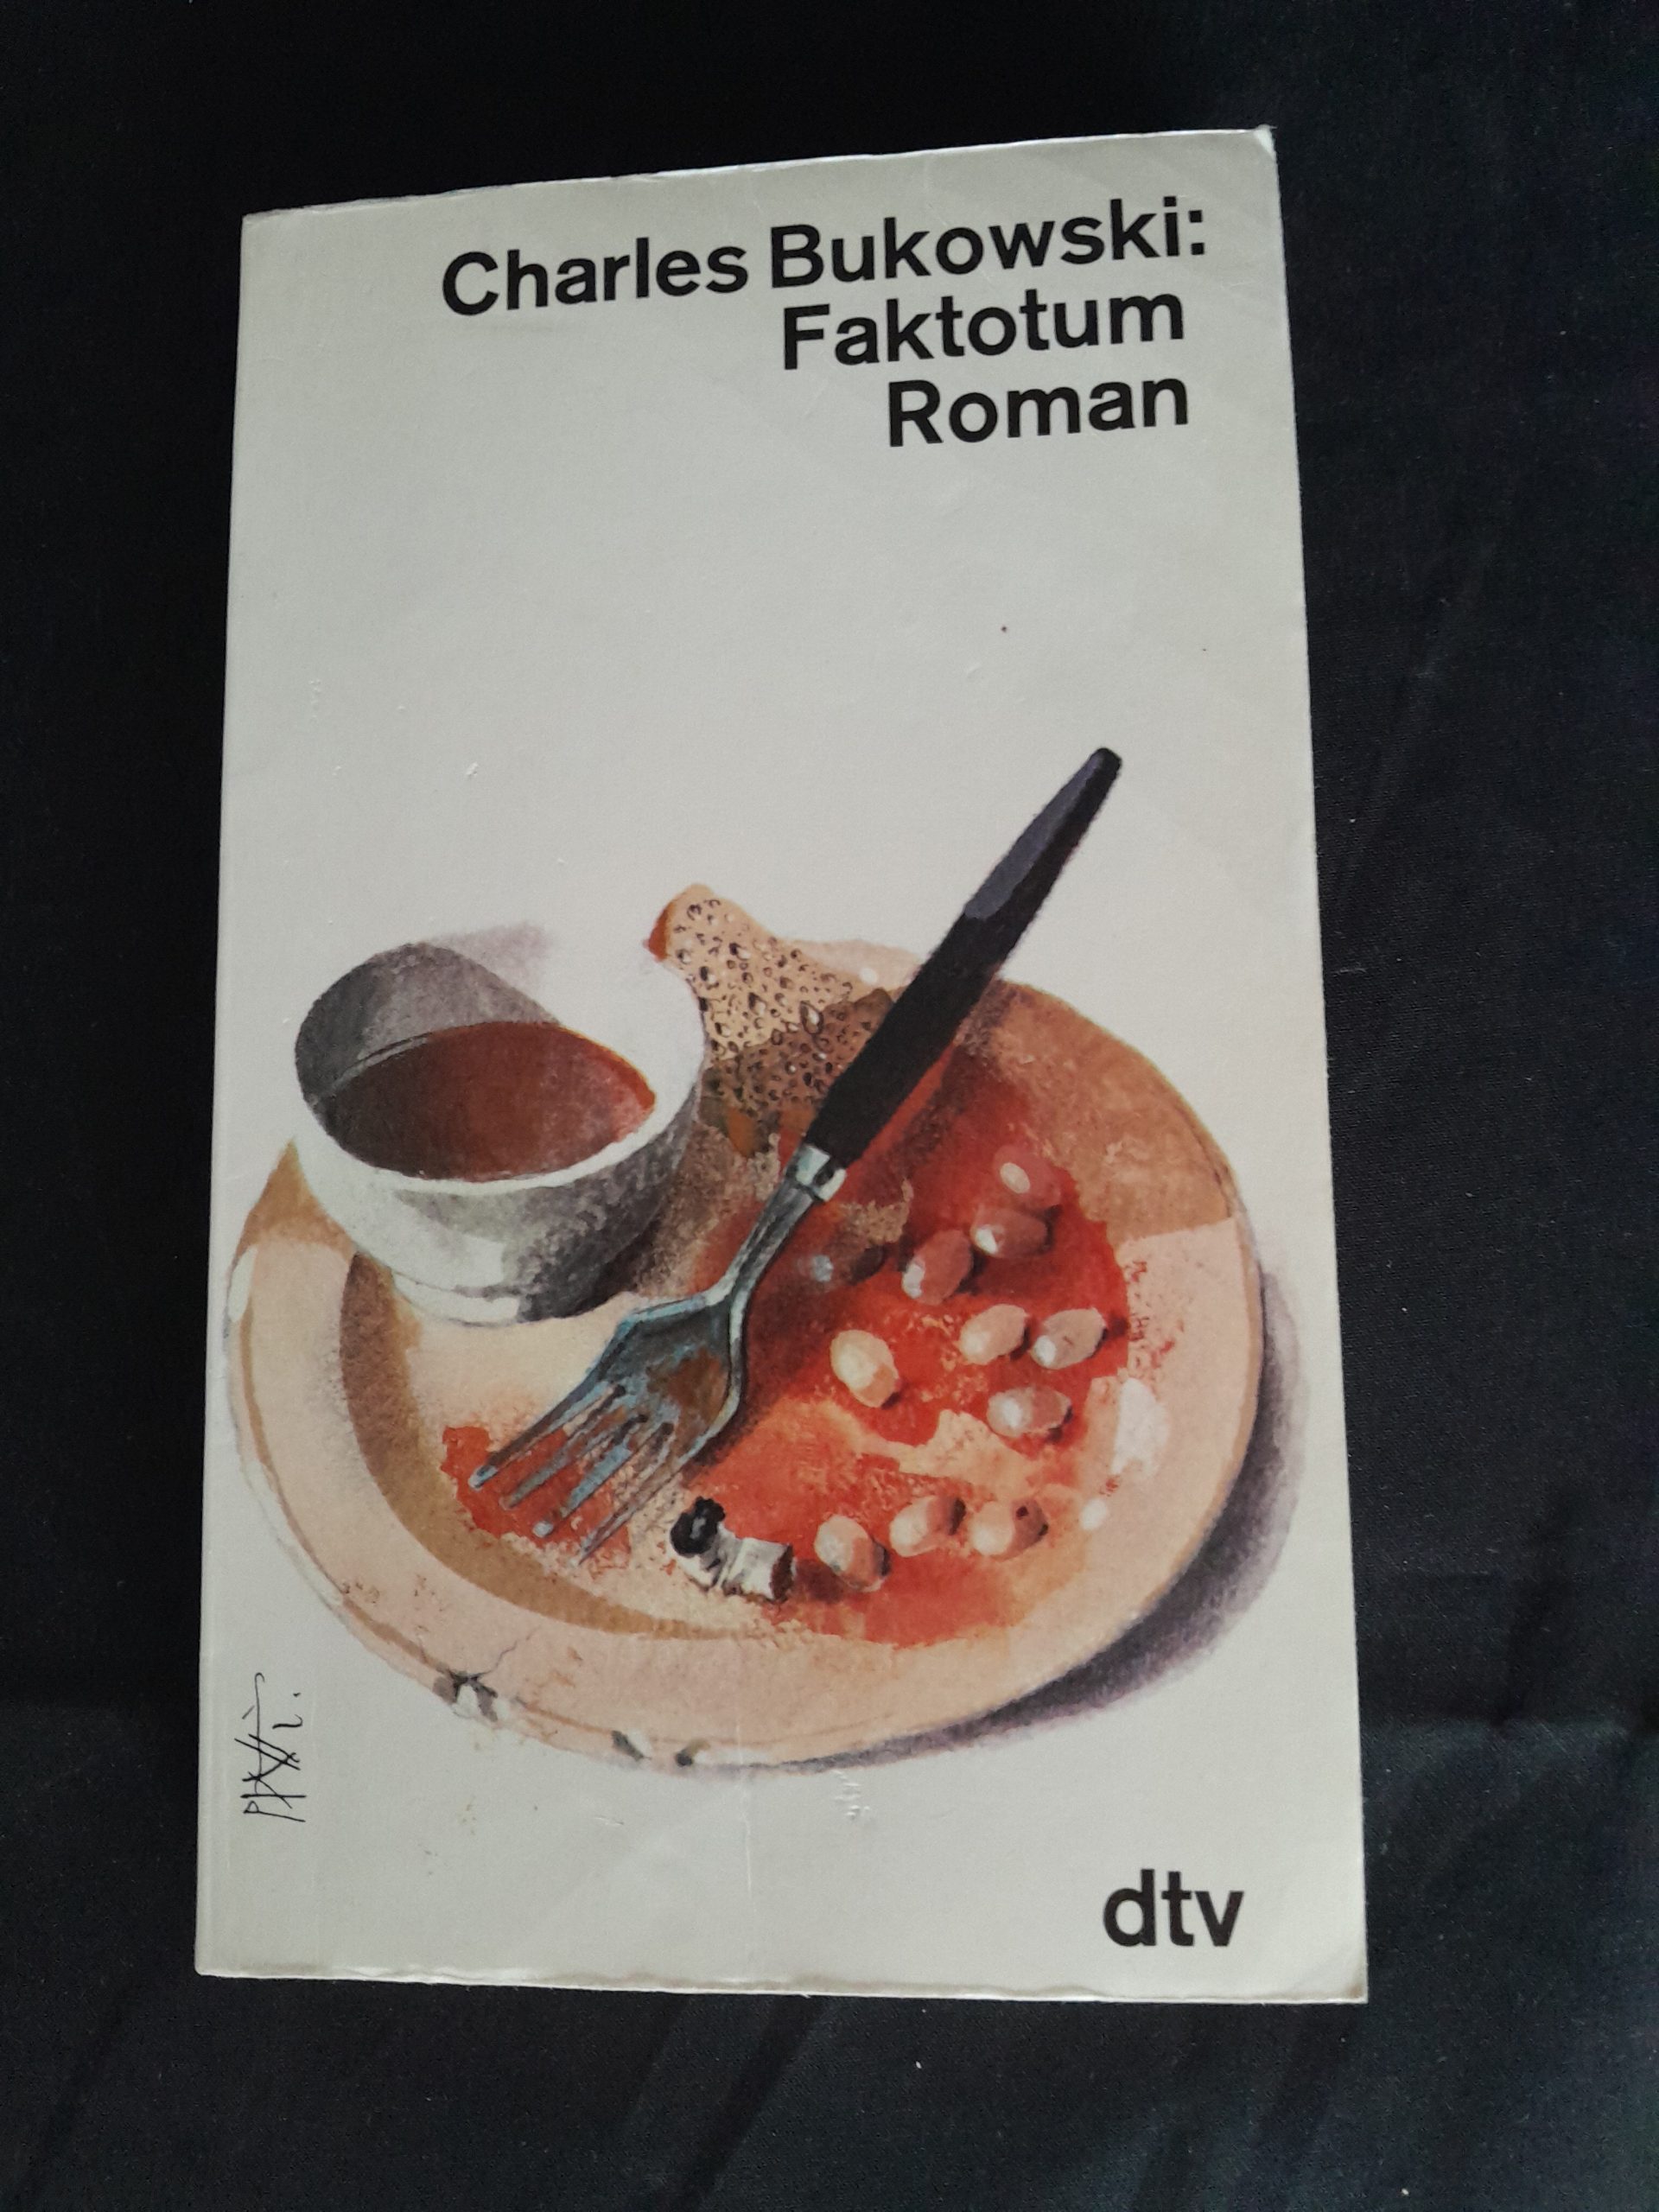 Charles Bukowski:
Faktotum
Roman
dtv